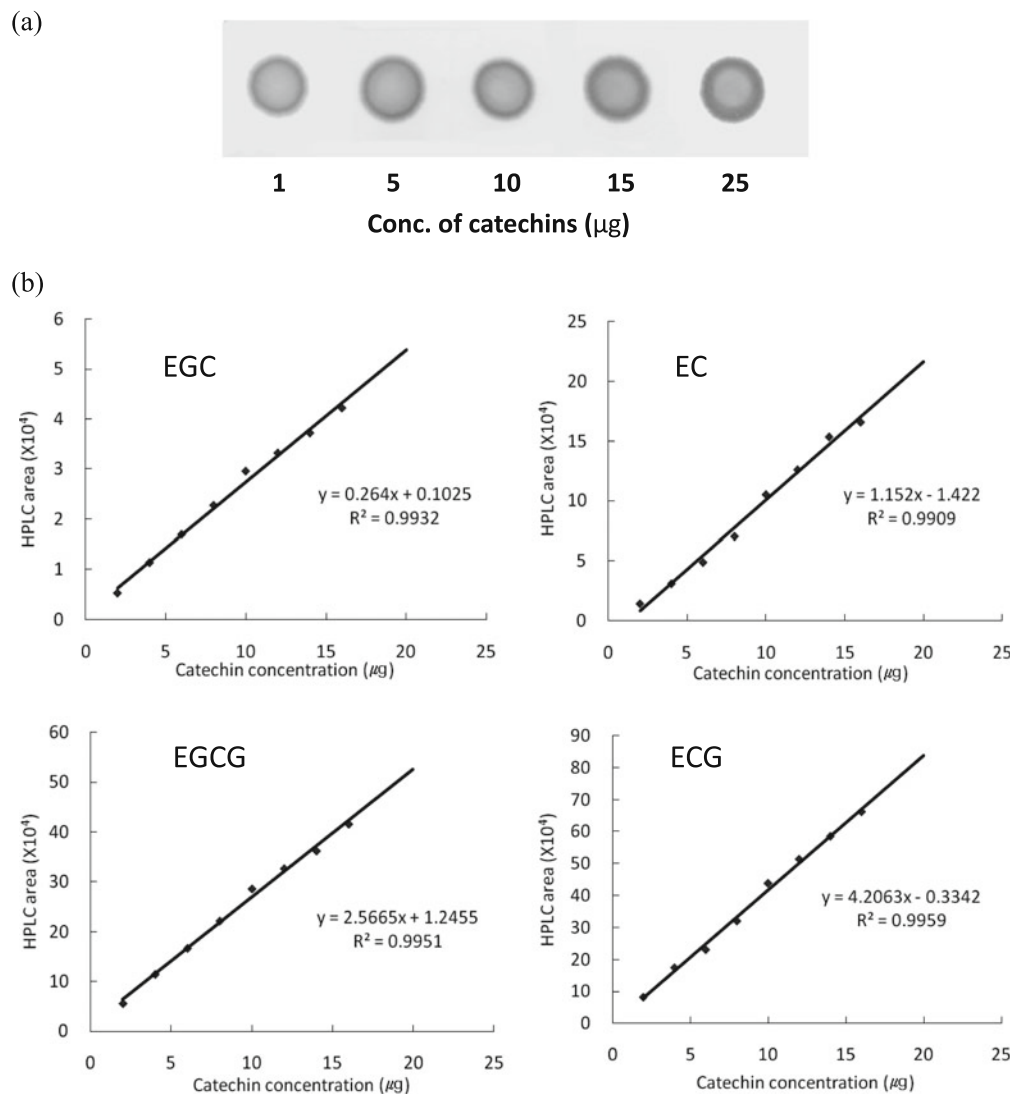 (a)
1 5 10 15 25
Conc. of catechins (μg)
(b)
6
5
4
3
2
1
0
HPLC area (X10⁴)
EGC
y = 0.264x + 0.1025
R² = 0.9932
0 5 10 15 20 25
Catechin concentration (μg)
25
20
15
10
5
0
HPLC area (X10⁴)
EC
y = 1.152x - 1.422
R² = 0.9909
0 5 10 15 20 25
Catechin concentration (μg)
60
50
40
30
20
10
0
HPLC area (X10⁴)
EGCG
y = 2.5665x + 1.2455
R² = 0.9951
0 5 10 15 20 25
Catechin concentration (μg)
90
80
70
60
50
40
30
20
10
0
HPLC area (X10⁴)
ECG
y = 4.2063x - 0.3342
R² = 0.9959
0 5 10 15 20 25
Catechin concentration (μg)